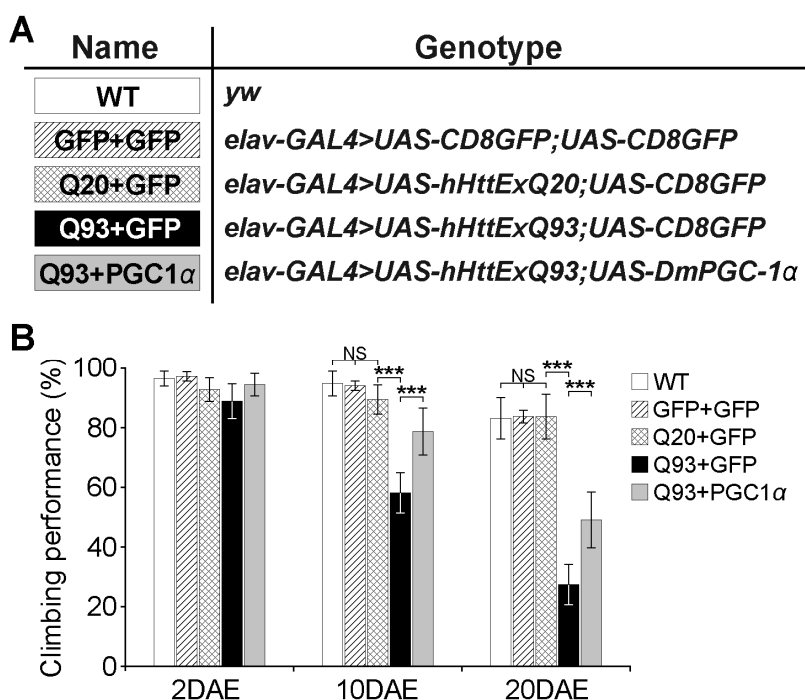 A
Name Genotype
WT yw
GFP+GFP elav-GAL4>UAS-CD8GFP;UAS-CD8GFP
Q20+GFP elav-GAL4>UAS-hHttExQ20;UAS-CD8GFP
Q93+GFP elav-GAL4>UAS-hHttExQ93;UAS-CD8GFP
Q93+PGC1α elav-GAL4>UAS-hHttExQ93;UAS-DmPGC-1α
B
Climbing performance (%)
100
80
60
40
20
0
NS
***
***
NS
***
***
2DAE 10DAE 20DAE
WT
GFP+GFP
Q20+GFP
Q93+GFP
Q93+PGC1α